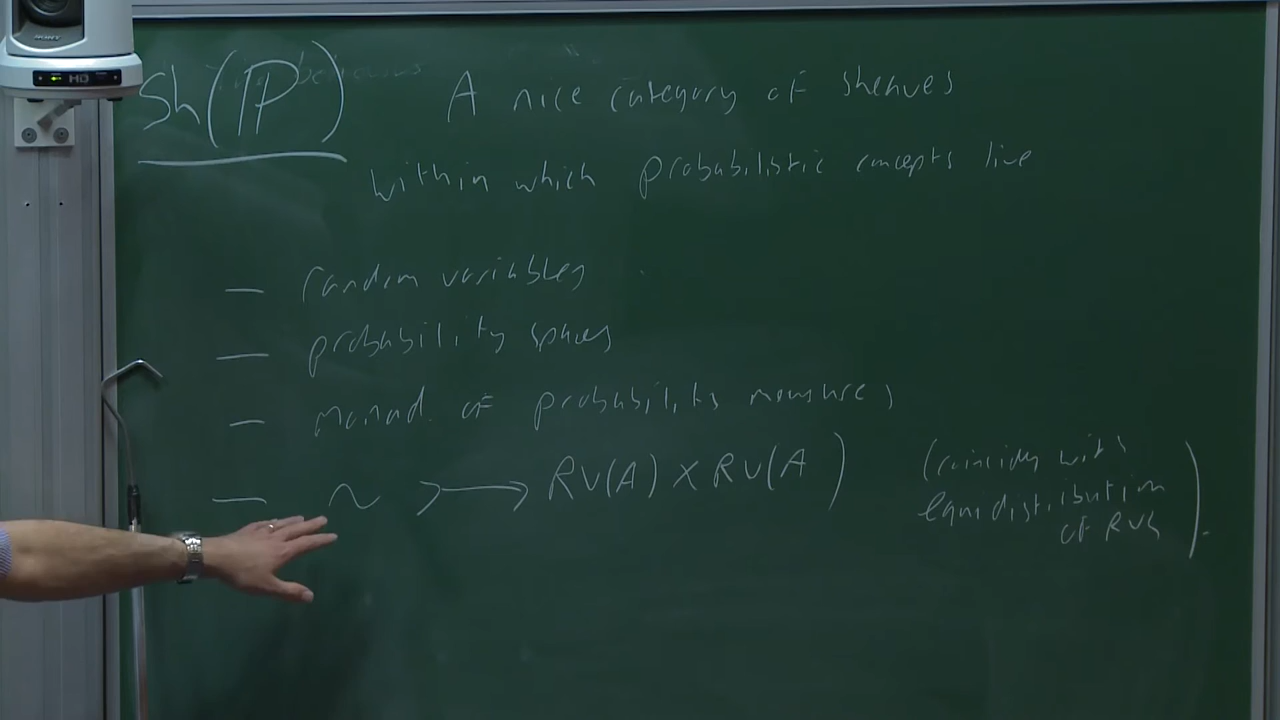 Sh(ℙ) A nice category of sheaves
within which probabilistic concepts live
— random variables
— probability spaces
— monad of probability measures
— ~ >—> RV(A) × RV(A) (coincides with
equidistribution
of RVs).
HD